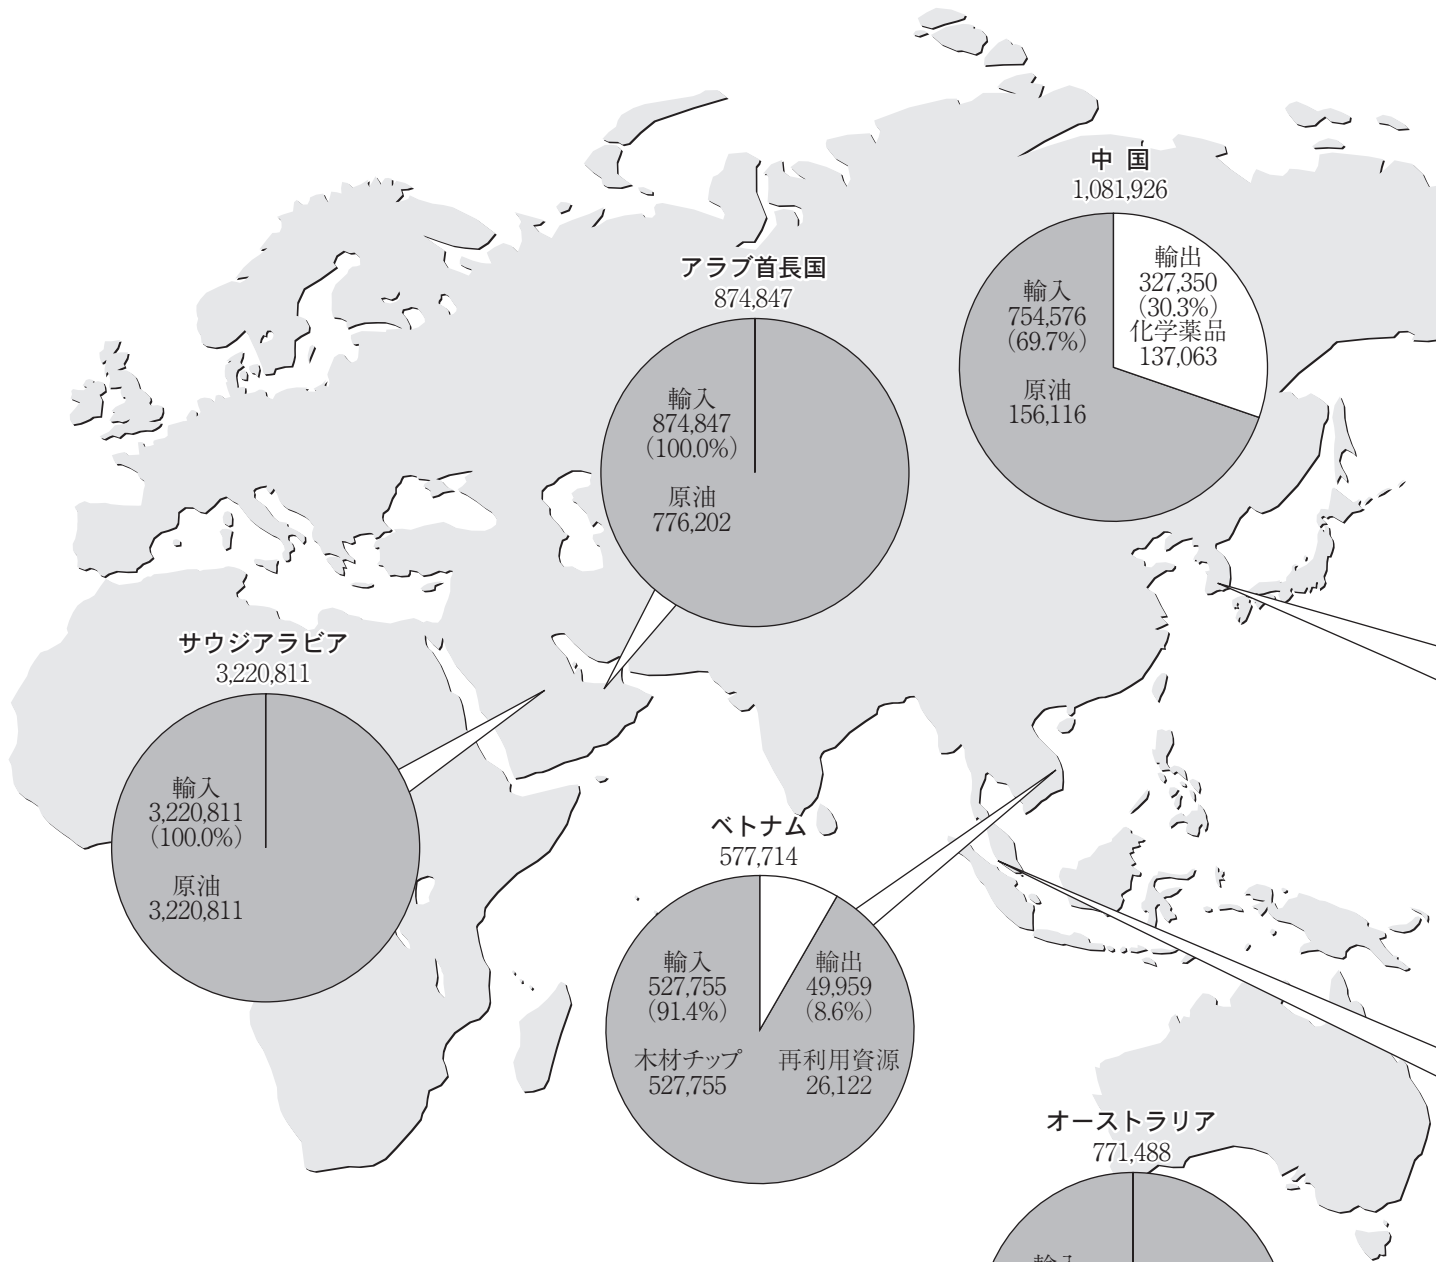 中国
1,081,926
輸出
327,350
(30.3%)
化学薬品
137,063
輸入
754,576
(69.7%)
原油
156,116
アラブ首長国
874,847
輸入
874,847
(100.0%)
原油
776,202
サウジアラビア
3,220,811
輸入
3,220,811
(100.0%)
原油
3,220,811
ベトナム
577,714
輸入
527,755
(91.4%)
木材チップ
527,755
輸出
49,959
(8.6%)
再利用資源
26,122
オーストラリア
771,488